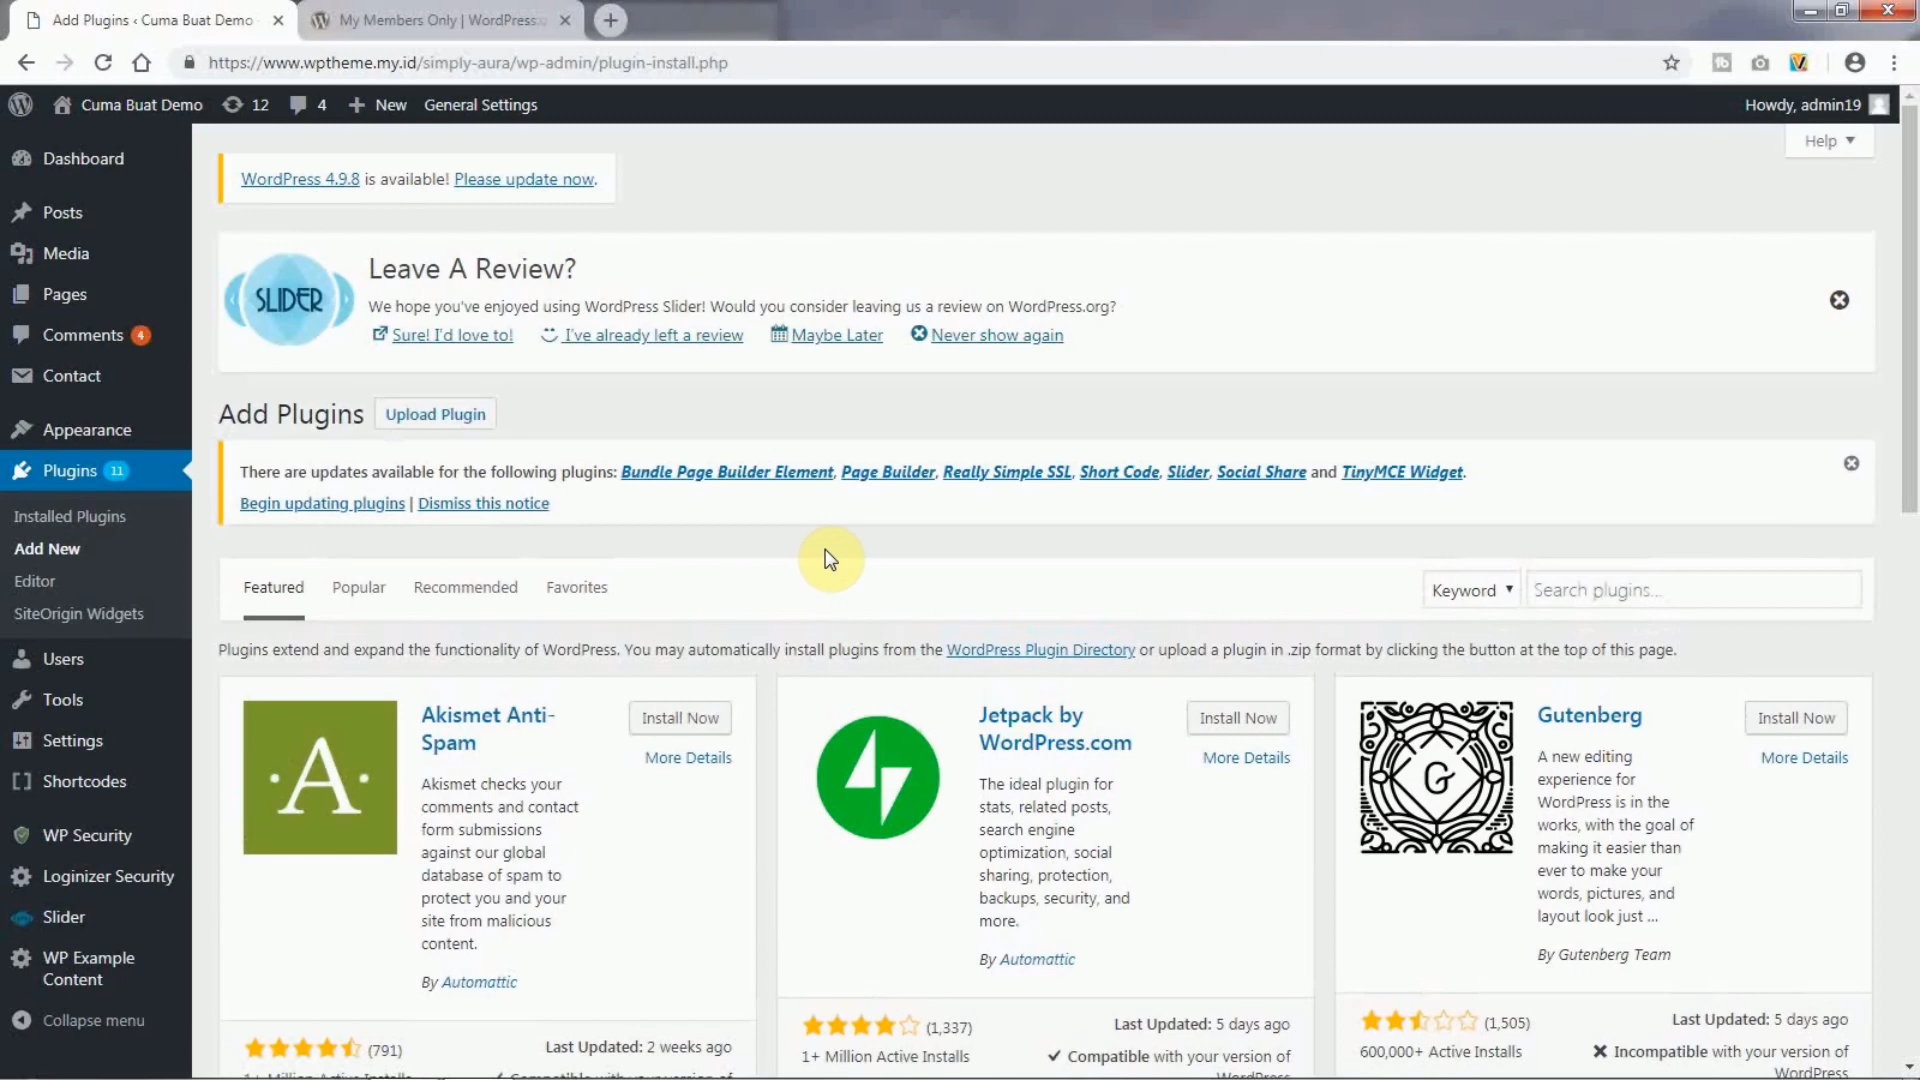 Add Plugins ‹ Cuma Buat Demo
My Members Only | WordPress.
https://www.wptheme.my.id/simply-aura/wp-admin/plugin-install.php
Cuma Buat Demo 12 4 New General Settings
Howdy, admin19
Help
Dashboard
Posts
Media
Pages
Comments 4
Contact
Appearance
Plugins 11
Installed Plugins
Add New
Editor
SiteOrigin Widgets
Users
Tools
Settings
Shortcodes
WP Security
Loginizer Security
Slider
WP Example
Content
Collapse menu
WordPress 4.9.8 is available! Please update now.
SLIDER
Leave A Review?
We hope you've enjoyed using WordPress Slider! Would you consider leaving us a review on WordPress.org?
Sure! I'd love to! I've already left a review Maybe Later Never show again
Add Plugins Upload Plugin
There are updates available for the following plugins: Bundle Page Builder Element, Page Builder, Really Simple SSL, Short Code, Slider, Social Share and TinyMCE Widget.
Begin updating plugins | Dismiss this notice
Featured Popular Recommended Favorites
Keyword Search plugins...
Plugins extend and expand the functionality of WordPress. You may automatically install plugins from the WordPress Plugin Directory or upload a plugin in .zip format by clicking the button at the top of this page.
A
Akismet Anti-
Spam
Install Now
More Details
Akismet checks your
comments and contact
form submissions
against our global
database of spam to
protect you and your
site from malicious
content.
By Automattic
(791)
Last Updated: 2 weeks ago
1+ Million Active Installs
Compatible with your version of
Jetpack by
WordPress.com
Install Now
More Details
The ideal plugin for
stats, related posts,
search engine
optimization, social
sharing, protection,
backups, security, and
more.
By Automattic
(1,337)
Last Updated: 5 days ago
1+ Million Active Installs
Compatible with your version of
WordPress
G
Gutenberg
Install Now
More Details
A new editing
experience for
WordPress is in the
works, with the goal of
making it easier than
ever to make your
words, pictures, and
layout look just ...
By Gutenberg Team
(1,505)
Last Updated: 5 days ago
600,000+ Active Installs
Incompatible with your version of
WordPress